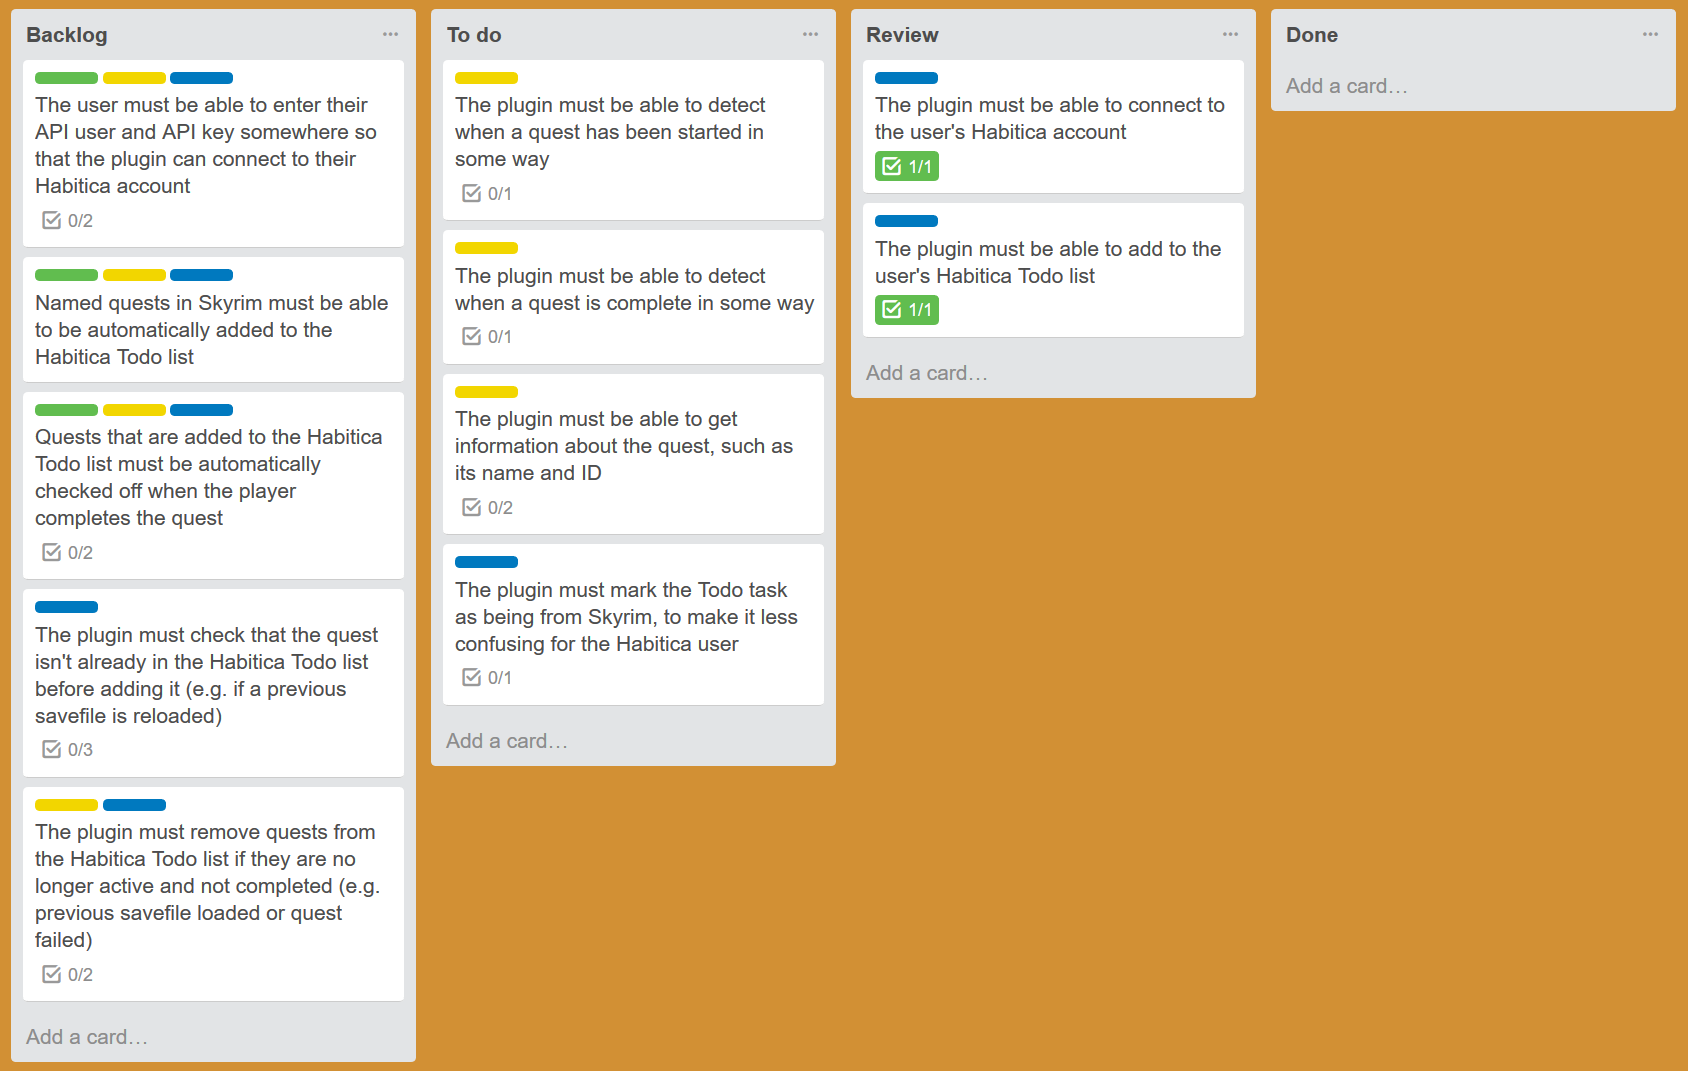 Backlog
The user must be able to enter their
API user and API key somewhere so
that the plugin can connect to their
Habitica account
0/2
Named quests in Skyrim must be able
to be automatically added to the
Habitica Todo list
Quests that are added to the Habitica
Todo list must be automatically
checked off when the player
completes the quest
0/2
The plugin must check that the quest
isn't already in the Habitica Todo list
before adding it (e.g. if a previous
savefile is reloaded)
0/3
The plugin must remove quests from
the Habitica Todo list if they are no
longer active and not completed (e.g.
previous savefile loaded or quest
failed)
0/2
Add a card…
To do
The plugin must be able to detect
when a quest has been started in
some way
0/1
The plugin must be able to detect
when a quest is complete in some way
0/1
The plugin must be able to get
information about the quest, such as
its name and ID
0/2
The plugin must mark the Todo task
as being from Skyrim, to make it less
confusing for the Habitica user
0/1
Add a card…
Review
The plugin must be able to connect to
the user's Habitica account
1/1
The plugin must be able to add to the
user's Habitica Todo list
1/1
Add a card…
Done
Add a card…